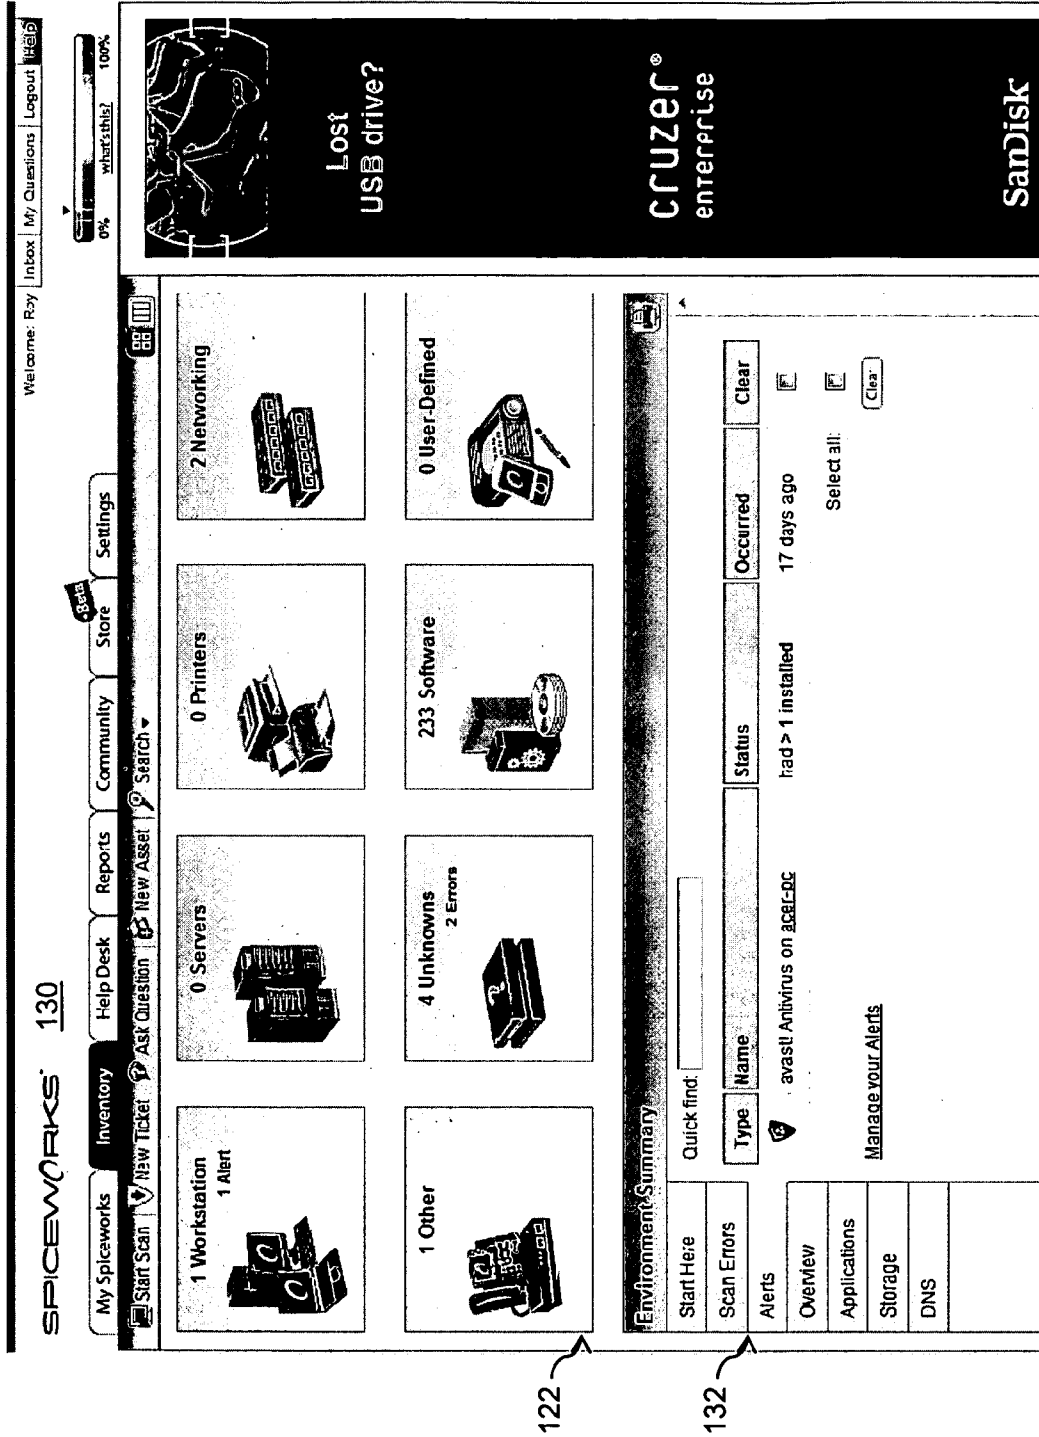 Welcome: Roy | Inbox | My Questions | Logout Help
SPICEWORKS 130
0% what's this? 100%
My Spiceworks Inventory Help Desk Reports Community Store Beta Settings
Start Scan New Ticket Ask Question New Asset Search
1 Workstation
1 Alert
0 Servers
0 Printers
2 Networking
1 Other
4 Unknowns
2 Errors
233 Software
0 User-Defined
122
Environment Summary
Start Here
Scan Errors
Alerts
Overview
Applications
Storage
DNS
132
Quick find:
Type Name Status Occurred Clear
avast! Antivirus on acer-pc had > 1 installed 17 days ago
Select all:
Manage your Alerts
Clear
Lost
USB drive?
cruzer®
enterprise
SanDisk